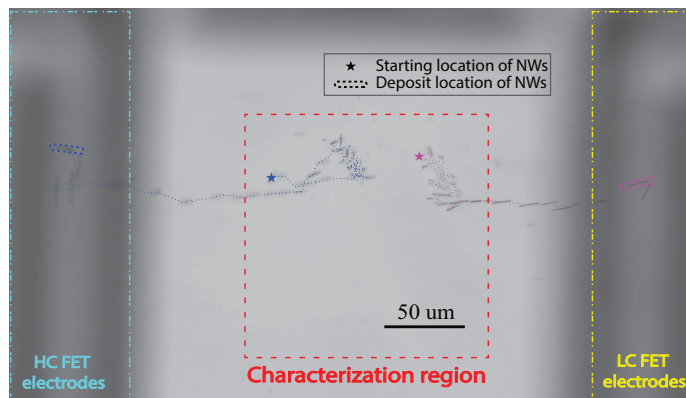 Starting location of NWs
Deposit location of NWs
50 um
HC FET
electrodes
Characterization region
LC FET
electrodes